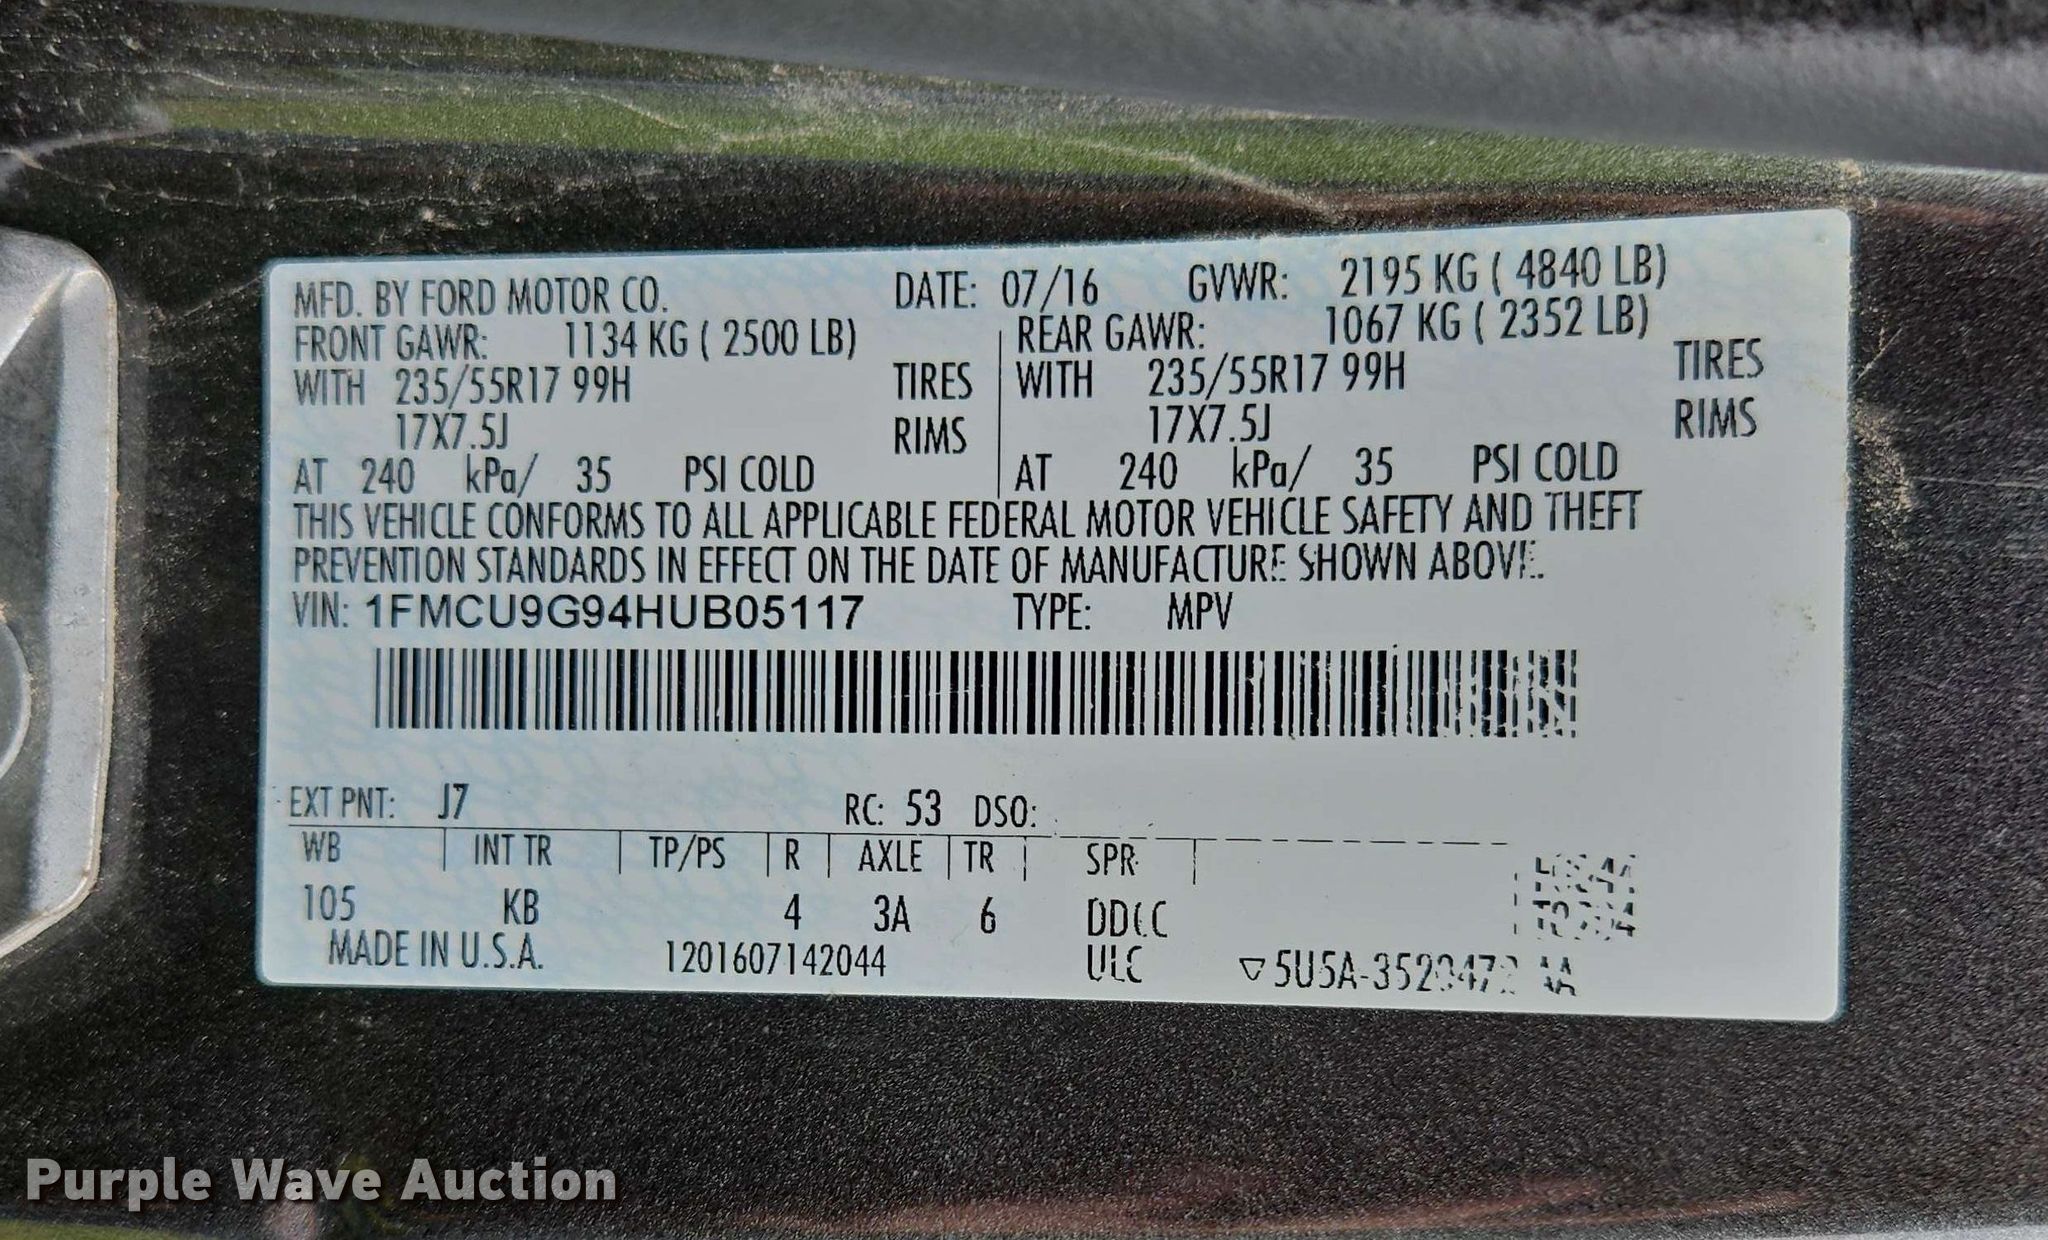 MFD. BY FORD MOTOR CO. DATE: 07/16 GVWR: 2195 KG ( 4840 LB)
FRONT GAWR: 1134 KG ( 2500 LB) REAR GAWR: 1067 KG ( 2352 LB)
WITH 235/55R17 99H TIRES WITH 235/55R17 99H TIRES
17X7.5J RIMS 17X7.5J RIMS
AT 240 kPa/ 35 PSI COLD AT 240 kPa/ 35 PSI COLD
THIS VEHICLE CONFORMS TO ALL APPLICABLE FEDERAL MOTOR VEHICLE SAFETY AND THEFT
PREVENTION STANDARDS IN EFFECT ON THE DATE OF MANUFACTURE SHOWN ABOVE.
VIN: 1FMCU9G94HUB05117 TYPE: MPV
EXT PNT: J7 RC: 53 DSO:
WB INT TR TP/PS R AXLE TR SPR
105 KB 4 3A 6
MADE IN U.S.A. 1201607142044
Purple Wave Auction